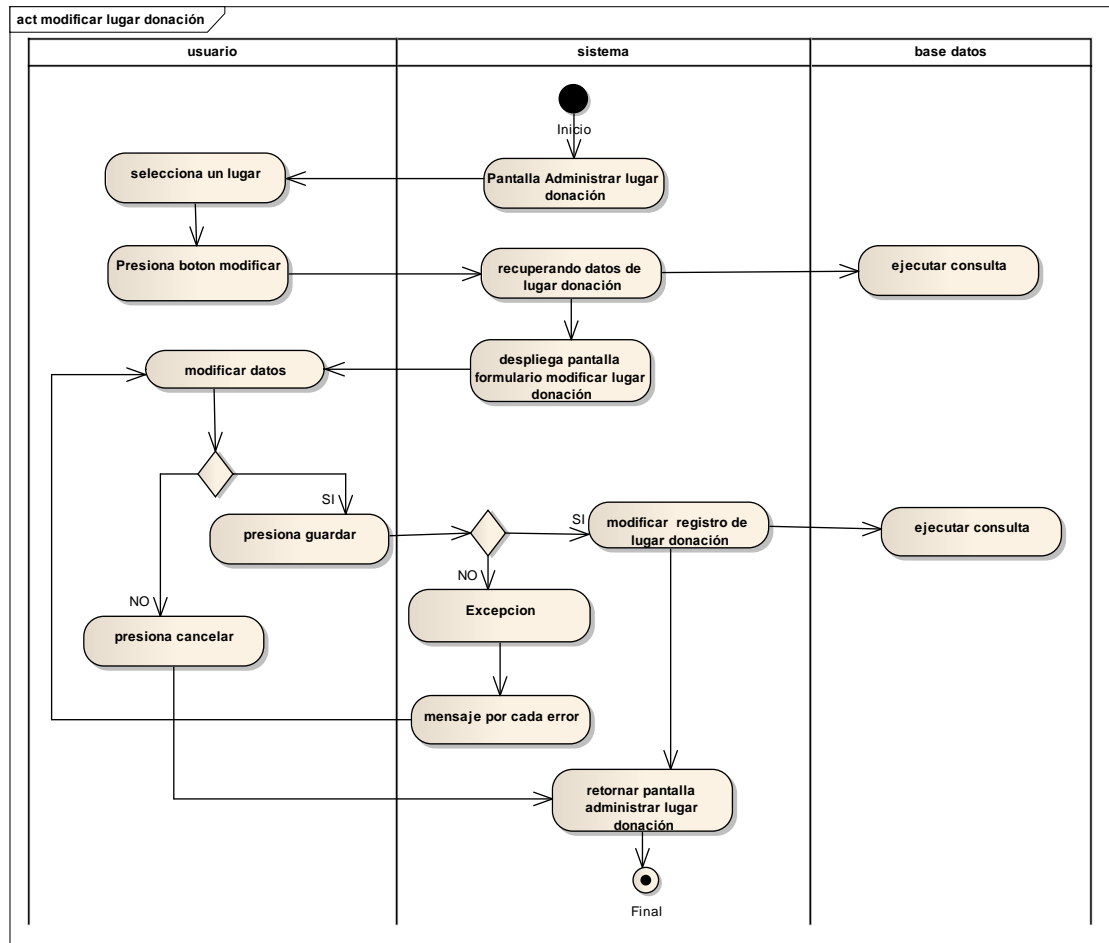 act modificar lugar donación
usuario
sistema
base datos
Inicio
selecciona un lugar
Pantalla Administrar lugar
donación
Presiona boton modificar
recuperando datos de
lugar donación
ejecutar consulta
modificar datos
despliega pantalla
formulario modificar lugar
donación
SI
presiona guardar
SI
modificar registro de
lugar donación
ejecutar consulta
NO
Excepcion
NO
presiona cancelar
mensaje por cada error
retornar pantalla
administrar lugar
donación
Final